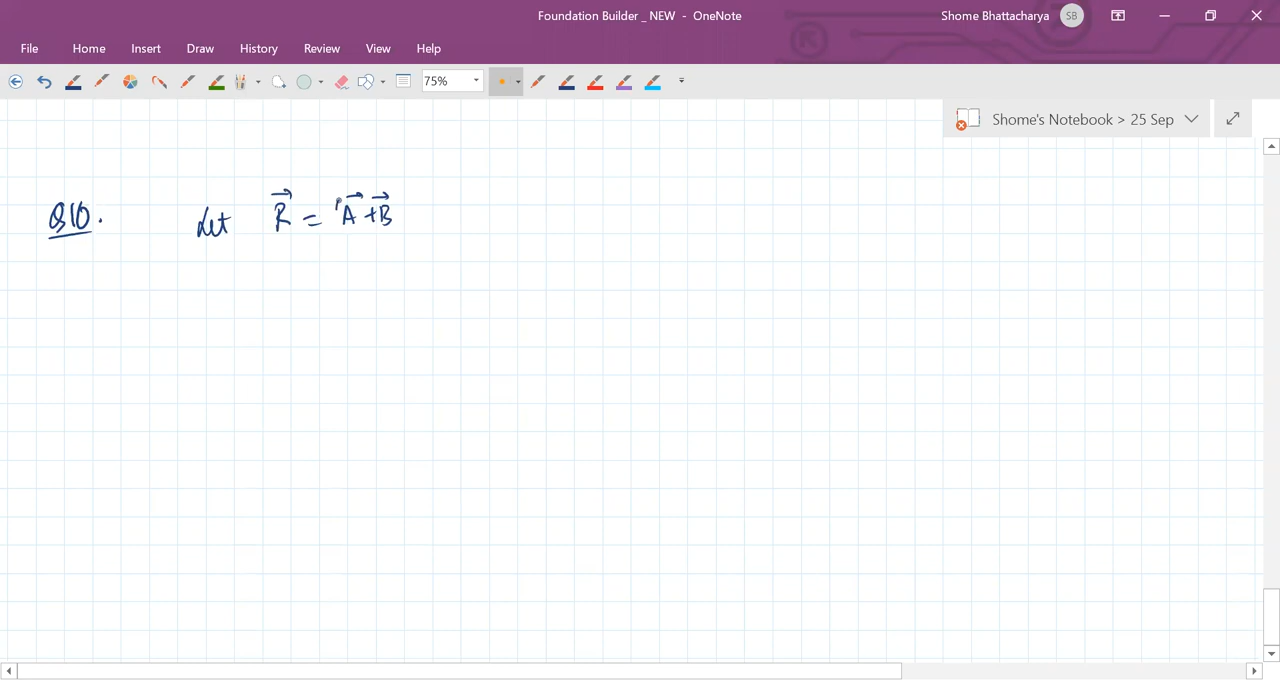 Foundation Builder _ NEW - OneNote
Shome Bhattacharya SB
File Home Insert Draw History Review View Help
75%
Shome's Notebook > 25 Sep
Q10. Let R⃗ = A⃗ + B⃗